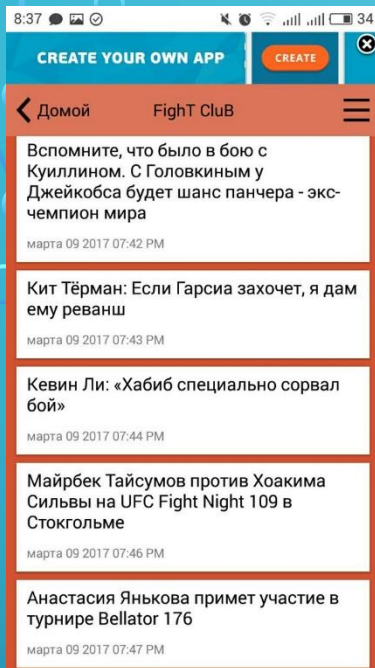 8:37 34
CREATE YOUR OWN APP CREATE
Домой FighT CluB
Вспомните, что было в бою с
Куиллином. С Головкиным у
Джейкобса будет шанс панчера - экс-
чемпион мира
марта 09 2017 07:42 PM
Кит Тёрман: Если Гарсиа захочет, я дам
ему реванш
марта 09 2017 07:43 PM
Кевин Ли: «Хабиб специально сорвал
бой»
марта 09 2017 07:44 PM
Майрбек Тайсумов против Хоакима
Сильвы на UFC Fight Night 109 в
Стокгольме
марта 09 2017 07:46 PM
Анастасия Янькова примет участие в
турнире Bellator 176
марта 09 2017 07:47 PM